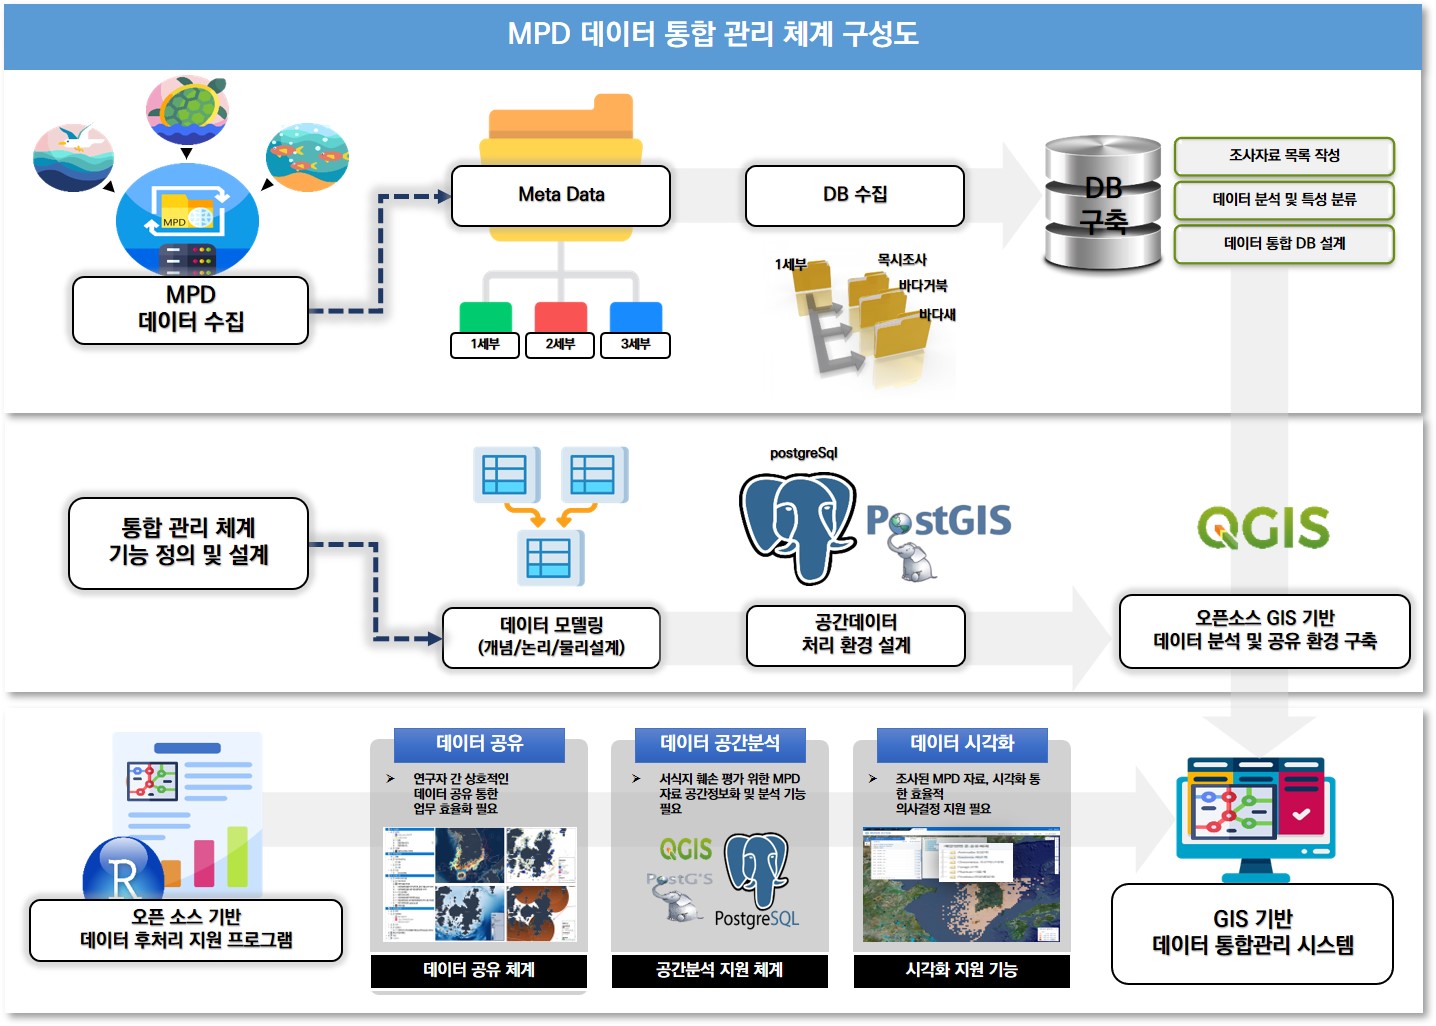 MPD 데이터 통합 관리 체계 구성도
MPD
MPD
데이터 수집
Meta Data
1세부
2세부
3세부
DB 수집
1세부
목시조사
바다거북
바다새
DB
구축
조사자료 목록 작성
데이터 분석 및 특성 분류
데이터 통합 DB 설계
통합 관리 체계
기능 정의 및 설계
데이터 모델링
(개념/논리/물리설계)
postgreSql
PostGIS
공간데이터
처리 환경 설계
QGIS
오픈소스 GIS 기반
데이터 분석 및 공유 환경 구축
R
오픈 소스 기반
데이터 후처리 지원 프로그램
데이터 공유
연구자 간 상호적인
데이터 공유 통한
업무 효율화 필요
데이터 공유 체계
데이터 공간분석
서식지 훼손 평가 위한 MPD
자료 공간정보화 및 분석 기능
필요
QGIS
PostGIS
PostgreSQL
공간분석 지원 체계
데이터 시각화
조사된 MPD 자료, 시각화 통
한 효율적
의사결정 지원 필요
시각화 지원 기능
GIS 기반
데이터 통합관리 시스템